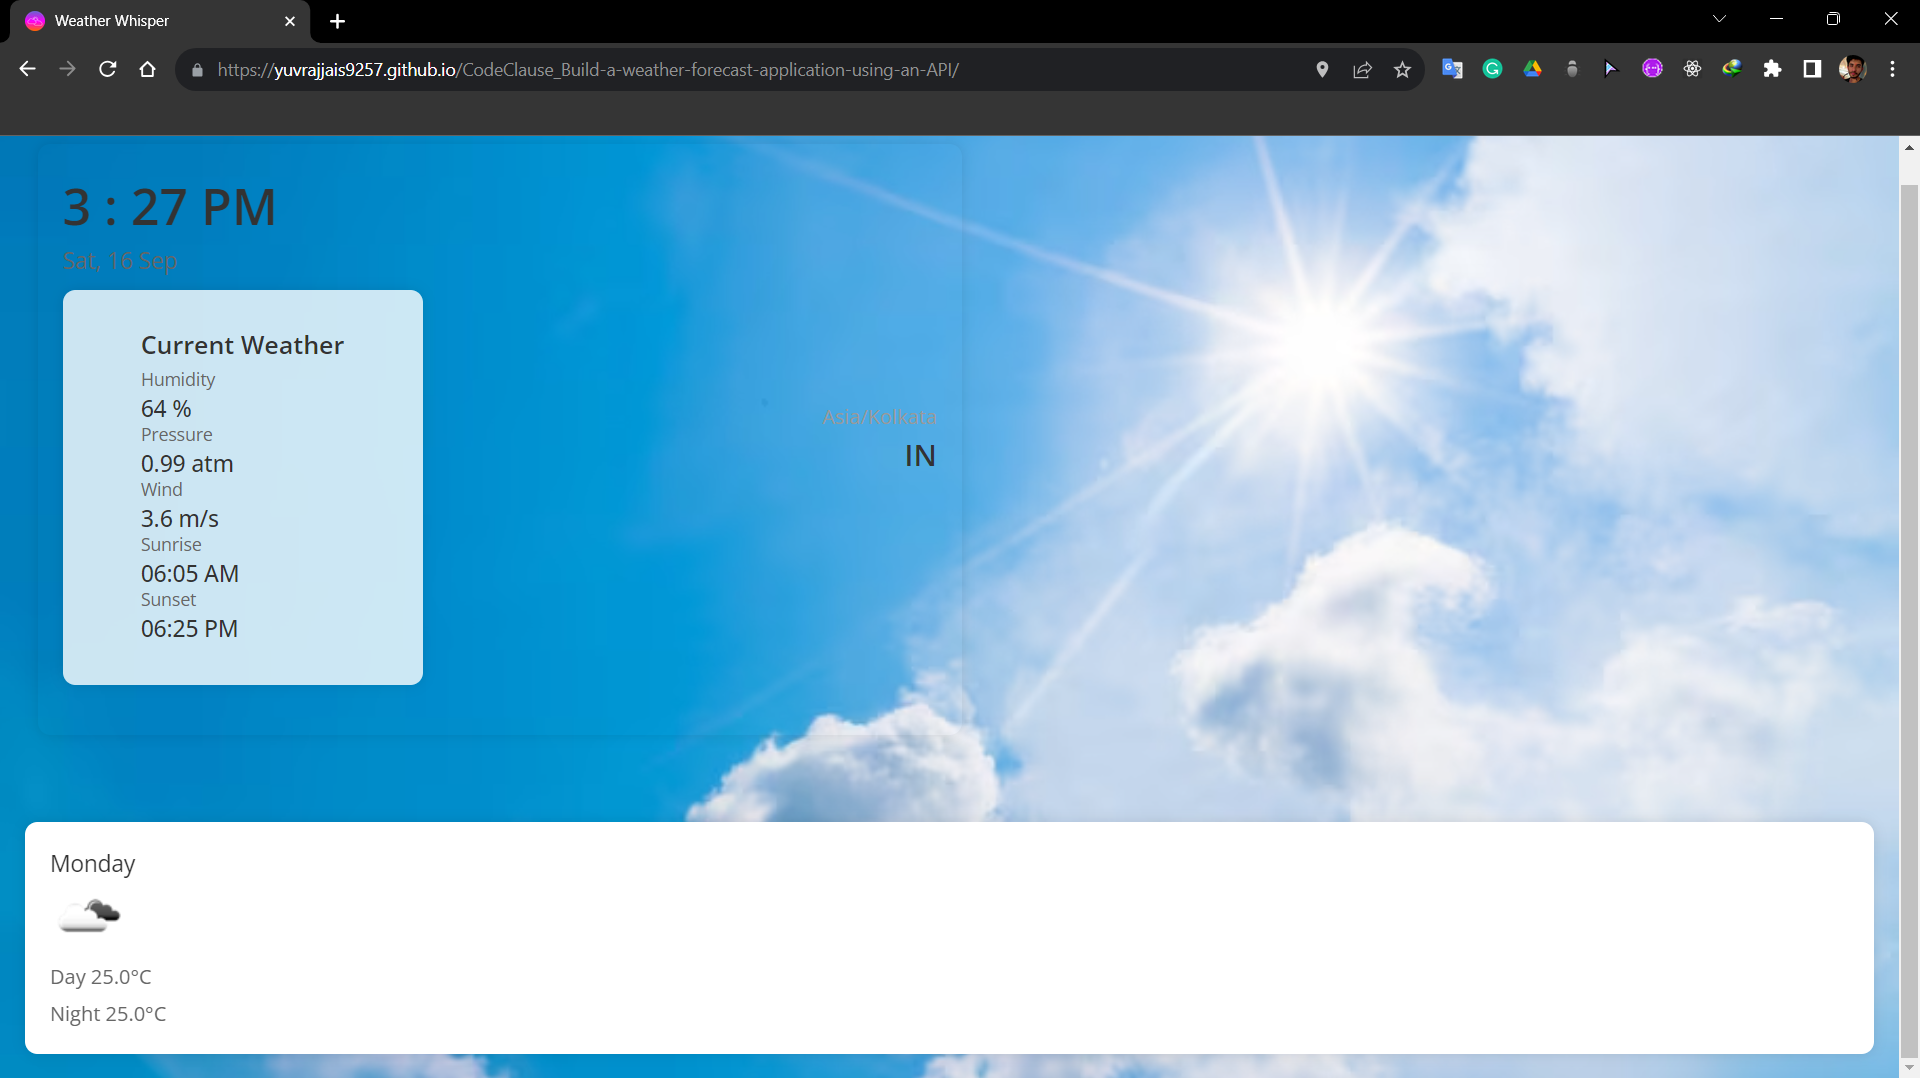 Weather Whisper
https://yuvrajjais9257.github.io/CodeClause_Build-a-weather-forecast-application-using-an-API/
3 : 27 PM
Sat, 16 Sep
Current Weather
Humidity
64 %
Pressure
0.99 atm
Wind
3.6 m/s
Sunrise
06:05 AM
Sunset
06:25 PM
Asia/Kolkata
IN
Monday
Day 25.0°C
Night 25.0°C